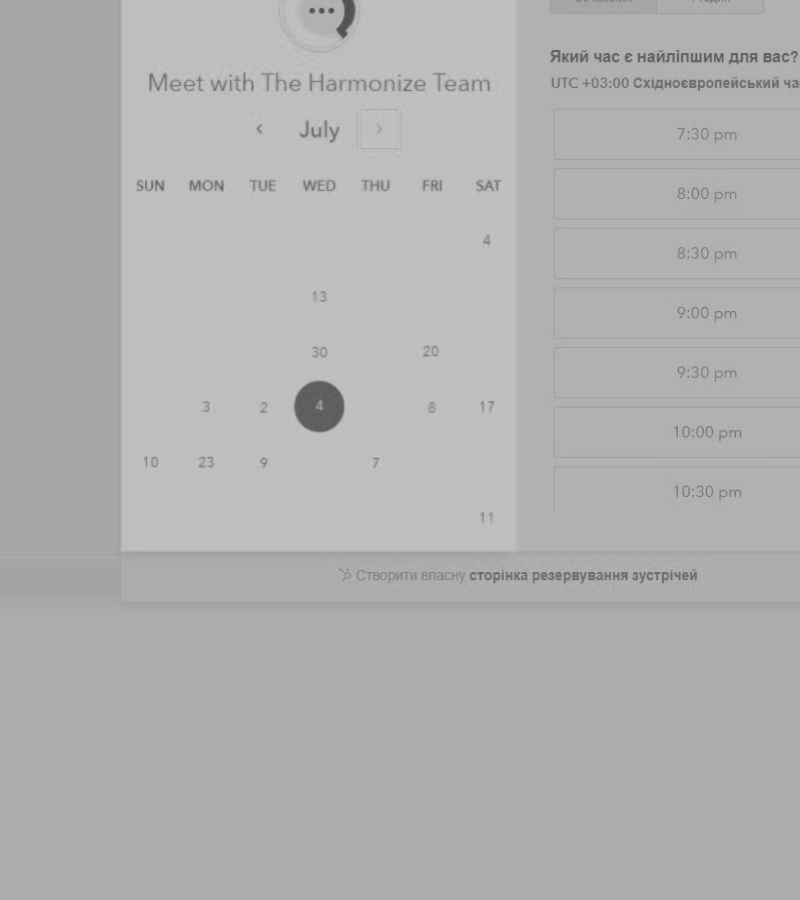 Meet with The Harmonize Team
July
SUN MON TUE WED THU FRI SAT
4
13
30 20
3 2 4 8 17
10 23 9 7
11
Який час є найліпшим для вас?
UTC +03:00 Східноєвропейський
7:30 pm
8:00 pm
8:30 pm
9:00 pm
9:30 pm
10:00 pm
10:30 pm
Створити власну сторінка резервування зустрічей